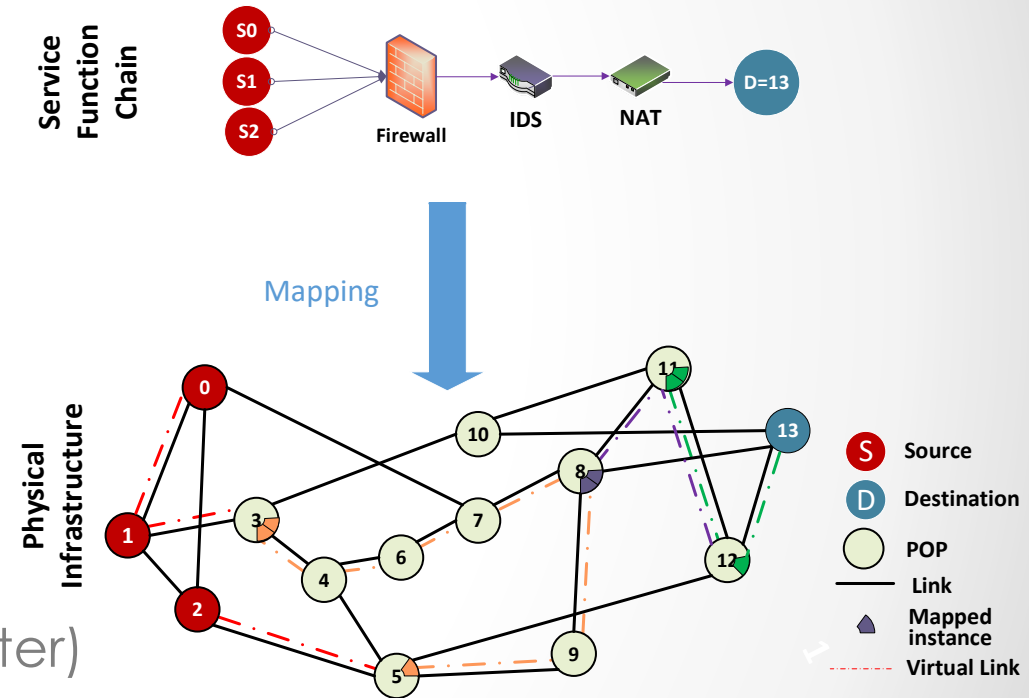 Service
Function
Chain
S0
S1
S2
Firewall
IDS
NAT
D=13
Mapping
Physical
Infrastructure
0
1
2
3
4
5
6
7
8
9
10
11
12
13
S Source
D Destination
POP
Link
Mapped
instance
Virtual Link
ter)
1